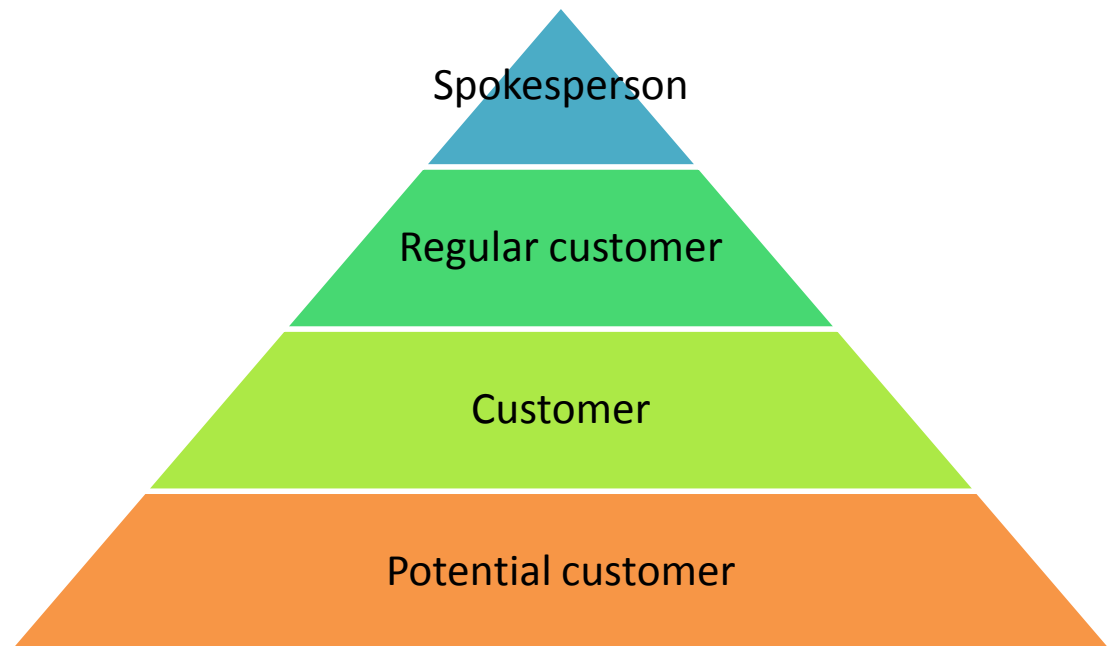 Spokesperson
Regular customer
Customer
Potential customer